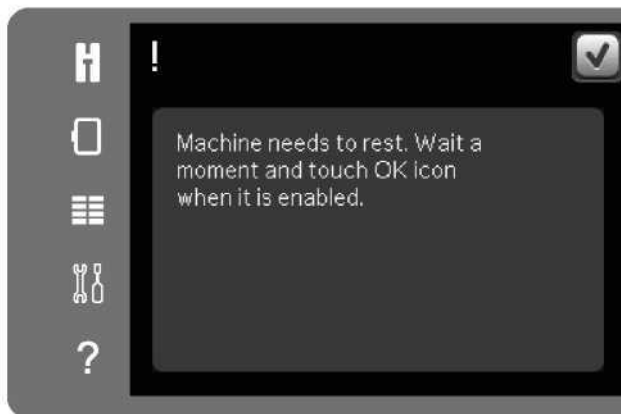 !
Machine needs to rest. Wait a
moment and touch OK icon
when it is enabled.
?